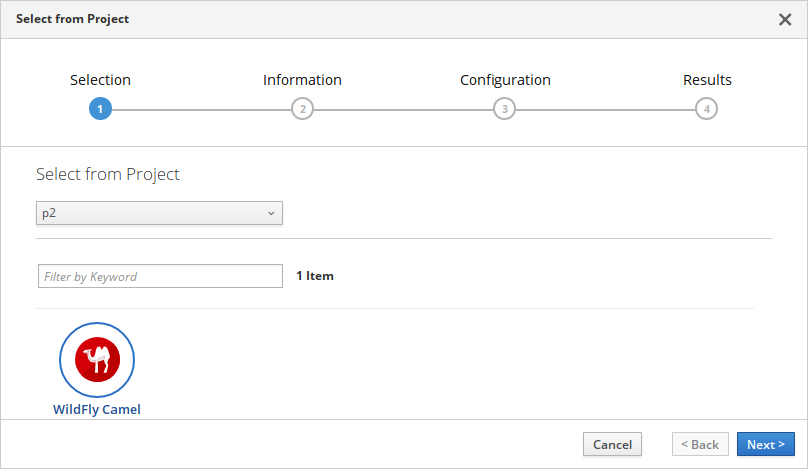 Select from Project
Selection Information Configuration Results
1 2 3 4
Select from Project
p2
Filter by Keyword 1 Item
WildFly Camel
Cancel < Back Next >